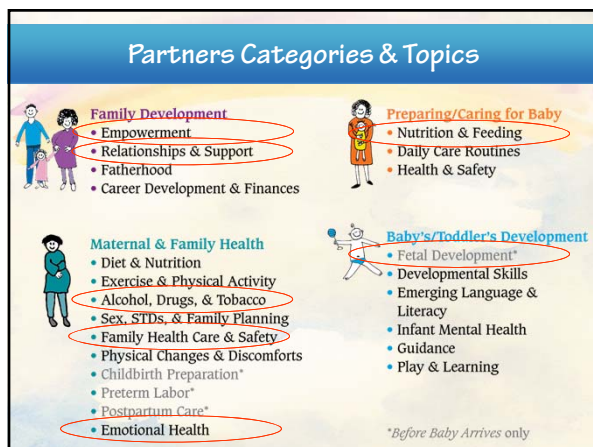 Partners Categories & Topics
Family Development
• Empowerment
• Relationships & Support
• Fatherhood
• Career Development & Finances
Maternal & Family Health
• Diet & Nutrition
• Exercise & Physical Activity
• Alcohol, Drugs, & Tobacco
• Sex, STDs, & Family Planning
• Family Health Care & Safety
• Physical Changes & Discomforts
• Childbirth Preparation*
• Preterm Labor*
• Postpartum Care*
• Emotional Health
Preparing/Caring for Baby
• Nutrition & Feeding
• Daily Care Routines
• Health & Safety
Baby's/Toddler's Development
• Fetal Development*
• Developmental Skills
• Emerging Language &
Literacy
• Infant Mental Health
• Guidance
• Play & Learning
*Before Baby Arrives only